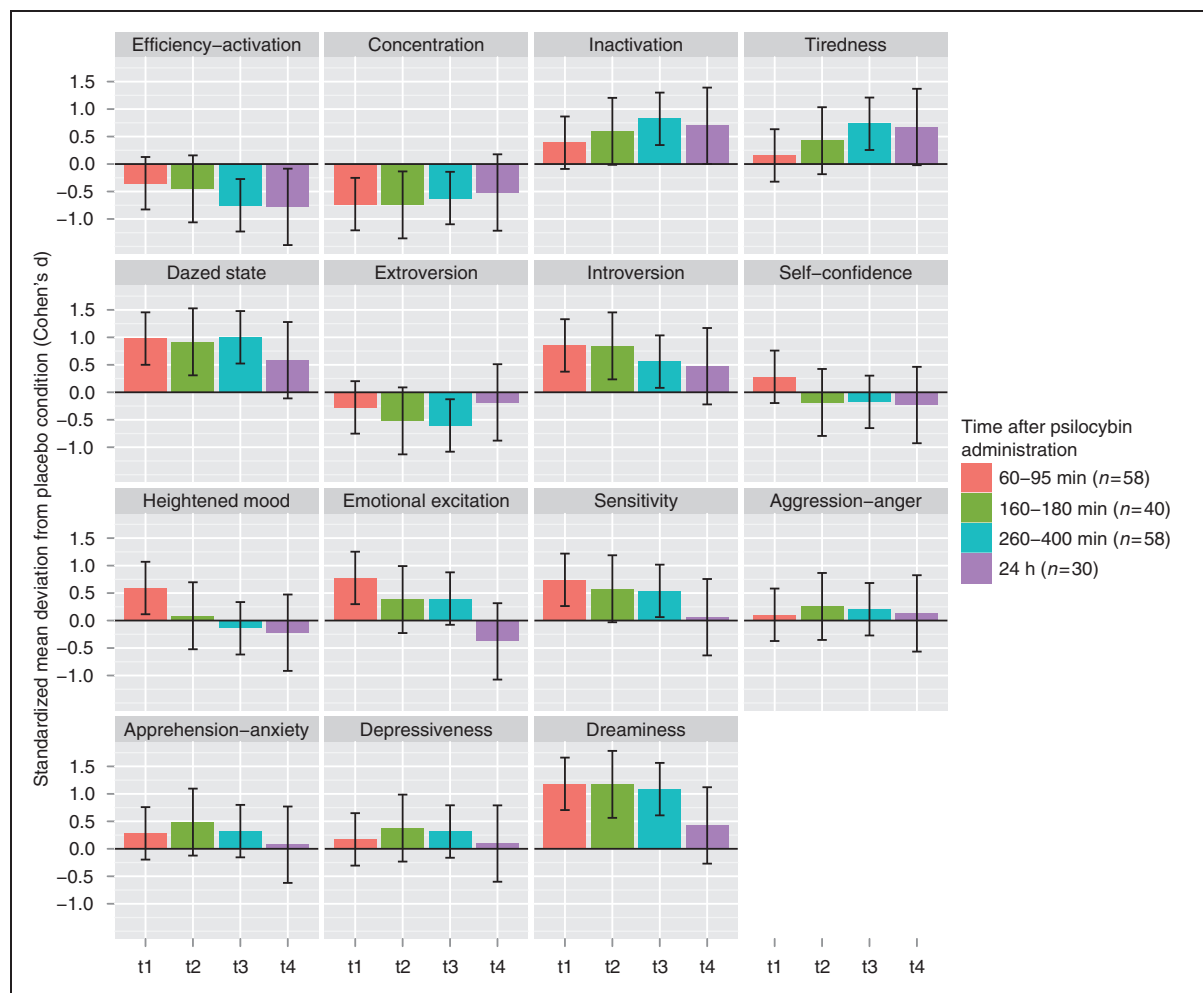 Efficiency–activation Concentration Inactivation Tiredness
1.5
1.0
0.5
0.0
−0.5
−1.0
Dazed state Extroversion Introversion Self–confidence
1.5
1.0
0.5
0.0
−0.5
−1.0
Heightened mood Emotional excitation Sensitivity Aggression–anger
1.5
1.0
0.5
0.0
−0.5
−1.0
Apprehension–anxiety Depressiveness Dreaminess
1.5
1.0
0.5
0.0
−0.5
−1.0
t1 t2 t3 t4 t1 t2 t3 t4 t1 t2 t3 t4 t1 t2 t3 t4
Standardized mean deviation from placebo condition (Cohen's d)
Time after psilocybin
administration
60–95 min (n=58)
160–180 min (n=40)
260–400 min (n=58)
24 h (n=30)